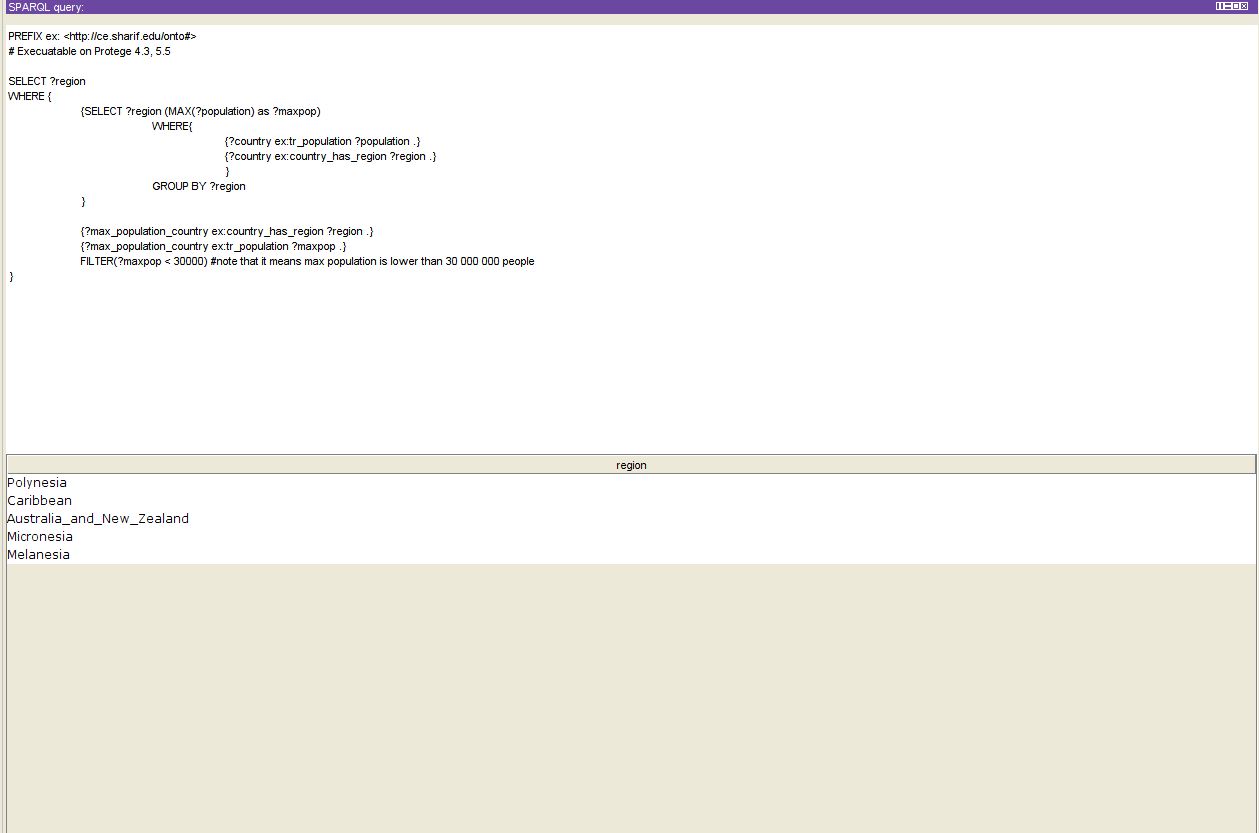 SPARQL query:
PREFIX ex: <http://ce.sharif.edu/onto#>
# Execuatable on Protege 4.3, 5.5
SELECT ?region
WHERE {
{SELECT ?region (MAX(?population) as ?maxpop)
WHERE{
{?country ex:tr_population ?population .}
{?country ex:country_has_region ?region .}
}
GROUP BY ?region
}
{?max_population_country ex:country_has_region ?region .}
{?max_population_country ex:tr_population ?maxpop .}
FILTER(?maxpop < 30000) #note that it means max population is lower than 30 000 000 people
}
region
Polynesia
Caribbean
Australia_and_New_Zealand
Micronesia
Melanesia